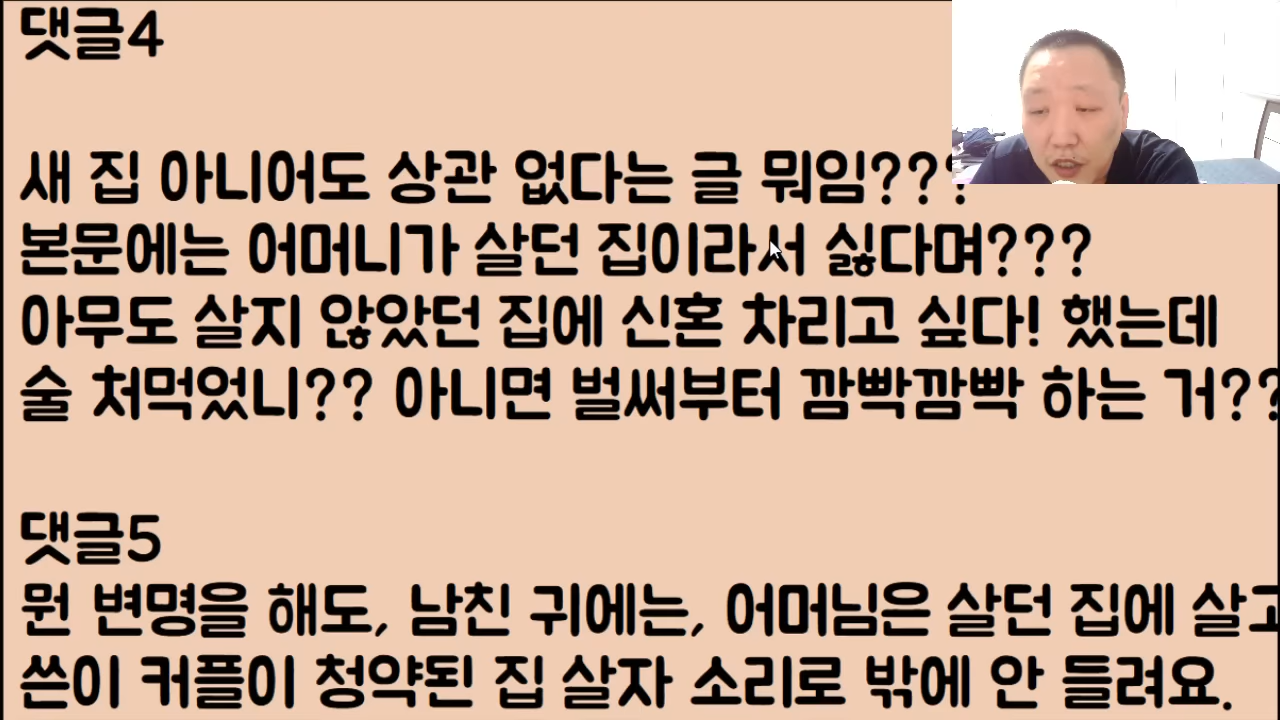 댓글4
새 집 아니어도 상관 없다는 글 뭐임???
본문에는 어머니가 살던 집이라서 싫다며???
아무도 살지 않았던 집에 신혼 차리고 싶다! 했는데
술 처먹었니?? 아니면 벌써부터 깜빡깜빡 하는 거??
댓글5
뭔 변명을 해도, 남친 귀에는, 어머님은 살던 집에 살고
쓴이 커플이 청약된 집 살자 소리로 밖에 안 들려요.